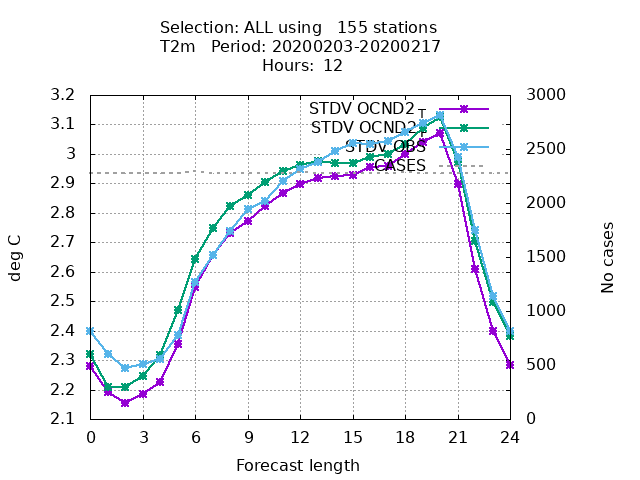 Selection: ALL using   155 stations
T2m   Period: 20200203-20200217
Hours:  12
3.2
3.1
3
2.9
2.8
2.7
2.6
2.5
2.4
2.3
2.2
2.1
deg C
STDV OCND2_T
STDV OCND2_T
STDV OBS
CASES
3000
2500
2000
1500
1000
500
0
No cases
0 3 6 9 12 15 18 21 24
Forecast length